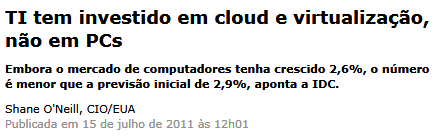 TI tem investido em cloud e virtualização,
não em PCs
Embora o mercado de computadores tenha crescido 2,6%, o número
é menor que a previsão inicial de 2,9%, aponta a IDC.
Shane O'Neill, CIO/EUA
Publicada em 15 de julho de 2011 às 12h01